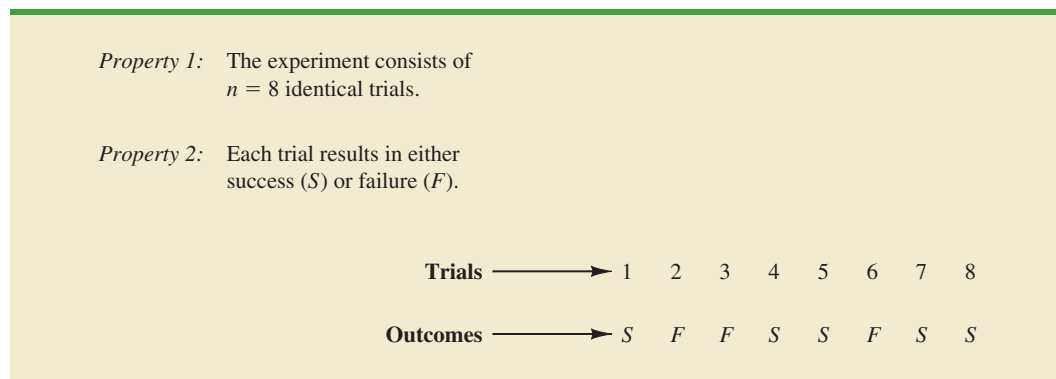 Property 1: The experiment consists of
n = 8 identical trials.
Property 2: Each trial results in either
success (S) or failure (F).
Trials 1 2 3 4 5 6 7 8
Outcomes S F F S S F S S